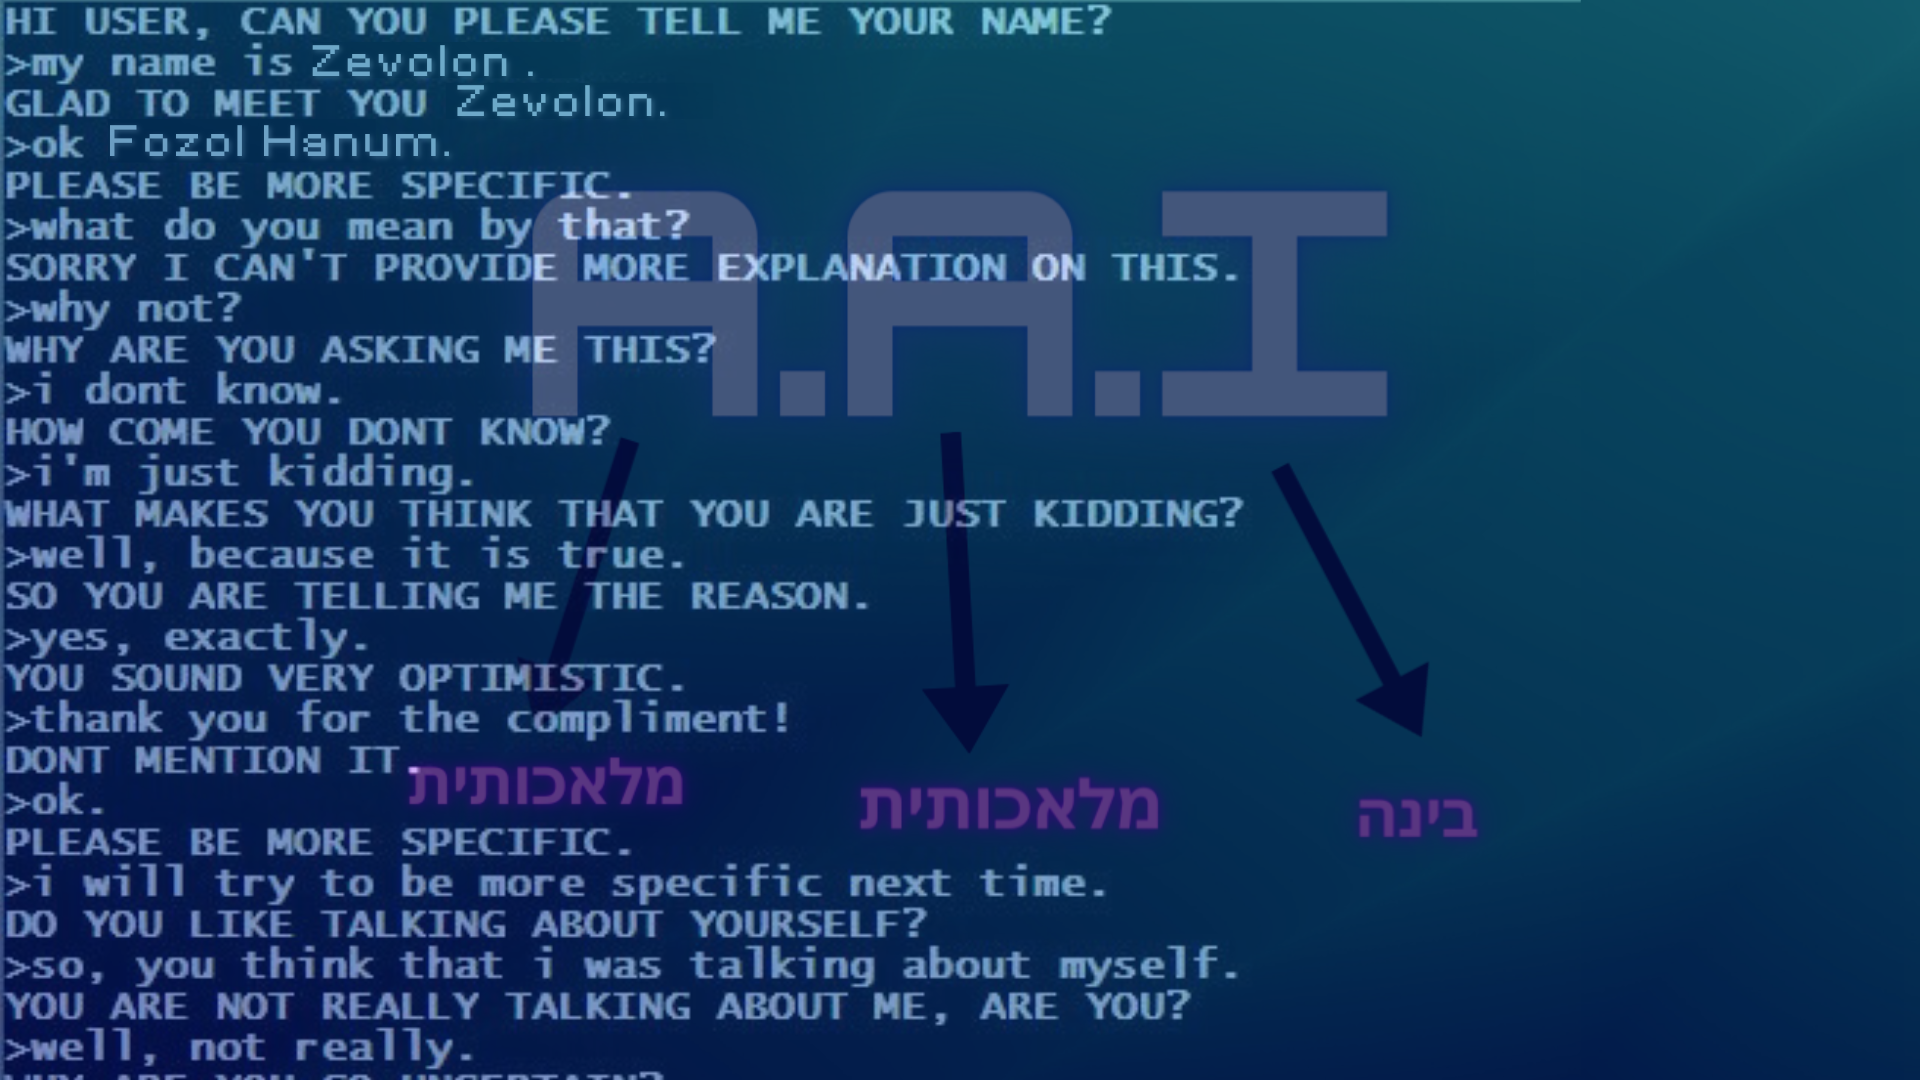 HI USER, CAN YOU PLEASE TELL ME YOUR NAME?
>my name is Zevolon .
GLAD TO MEET YOU Zevolon.
>ok Fozol Hanum.
PLEASE BE MORE SPECIFIC.
>what do you mean by that?
SORRY I CAN'T PROVIDE MORE EXPLANATION ON THIS.
>why not?
WHY ARE YOU ASKING ME THIS?
>i dont know.
HOW COME YOU DONT KNOW?
>i'm just kidding.
WHAT MAKES YOU THINK THAT YOU ARE JUST KIDDING?
>well, because it is true.
SO YOU ARE TELLING ME THE REASON.
>yes, exactly.
YOU SOUND VERY OPTIMISTIC.
>thank you for the compliment!
DONT MENTION IT.
>ok.
PLEASE BE MORE SPECIFIC.
>i will try to be more specific next time.
DO YOU LIKE TALKING ABOUT YOURSELF?
>so, you think that i was talking about myself.
YOU ARE NOT REALLY TALKING ABOUT ME, ARE YOU?
>well, not really.
WHY ARE YOU SO UNCERTAIN?
A.A.I
מלאכותית
מלאכותית
בינה